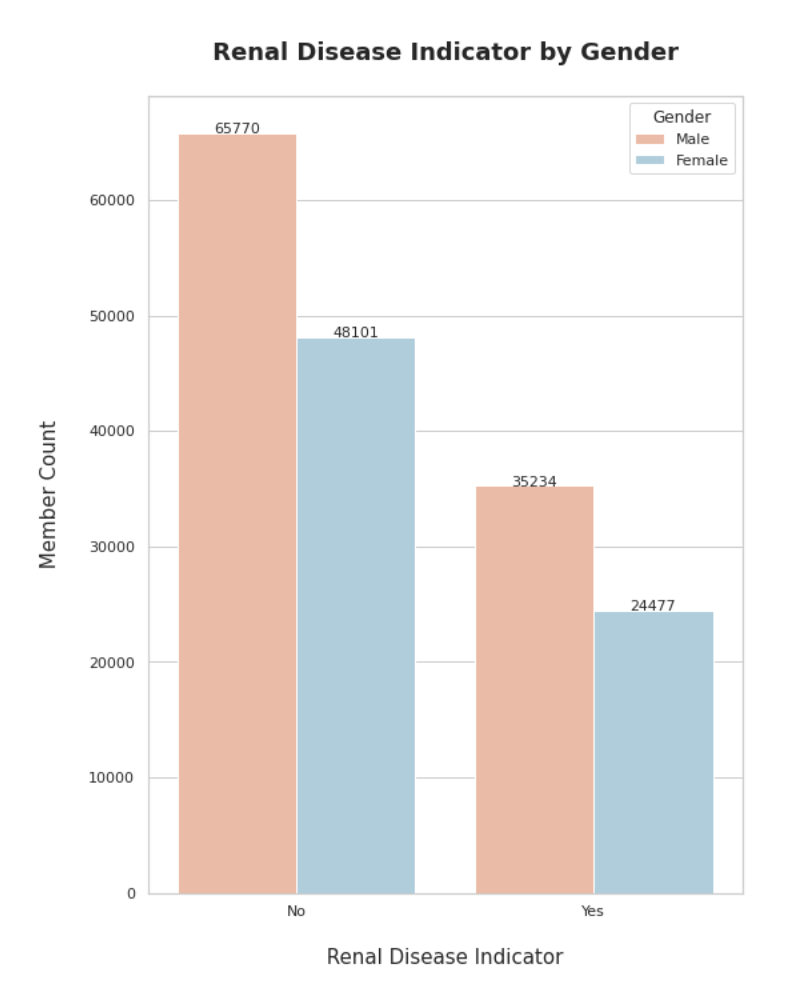 Renal Disease Indicator by Gender
Gender
Male
Female
65770
48101
35234
24477
Member Count
60000
50000
40000
30000
20000
10000
0
No
Yes
Renal Disease Indicator